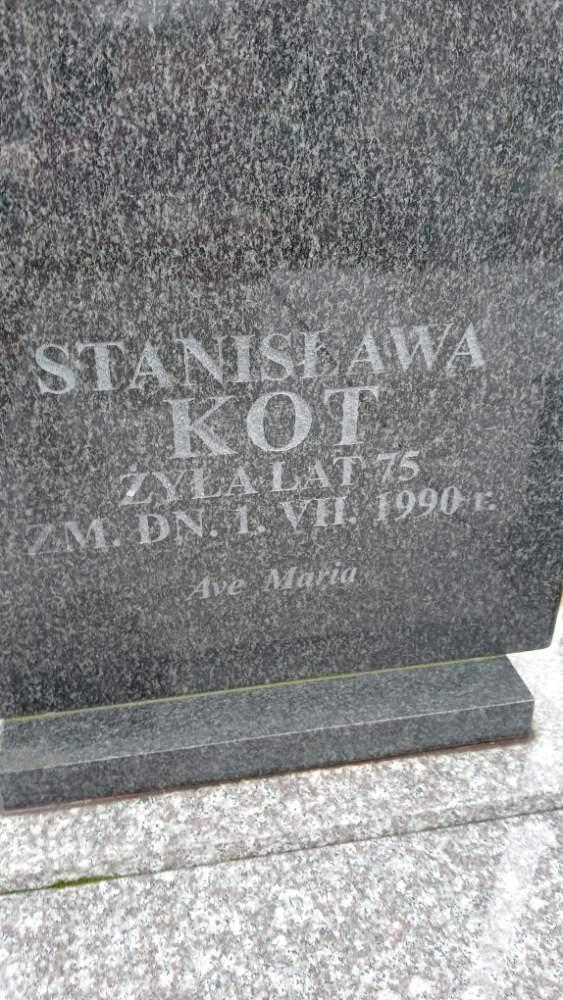 STANISŁAWA
KOT
ŻYŁA LAT 75
ZM. DN. 1. VII. 1990 r.
Ave Maria